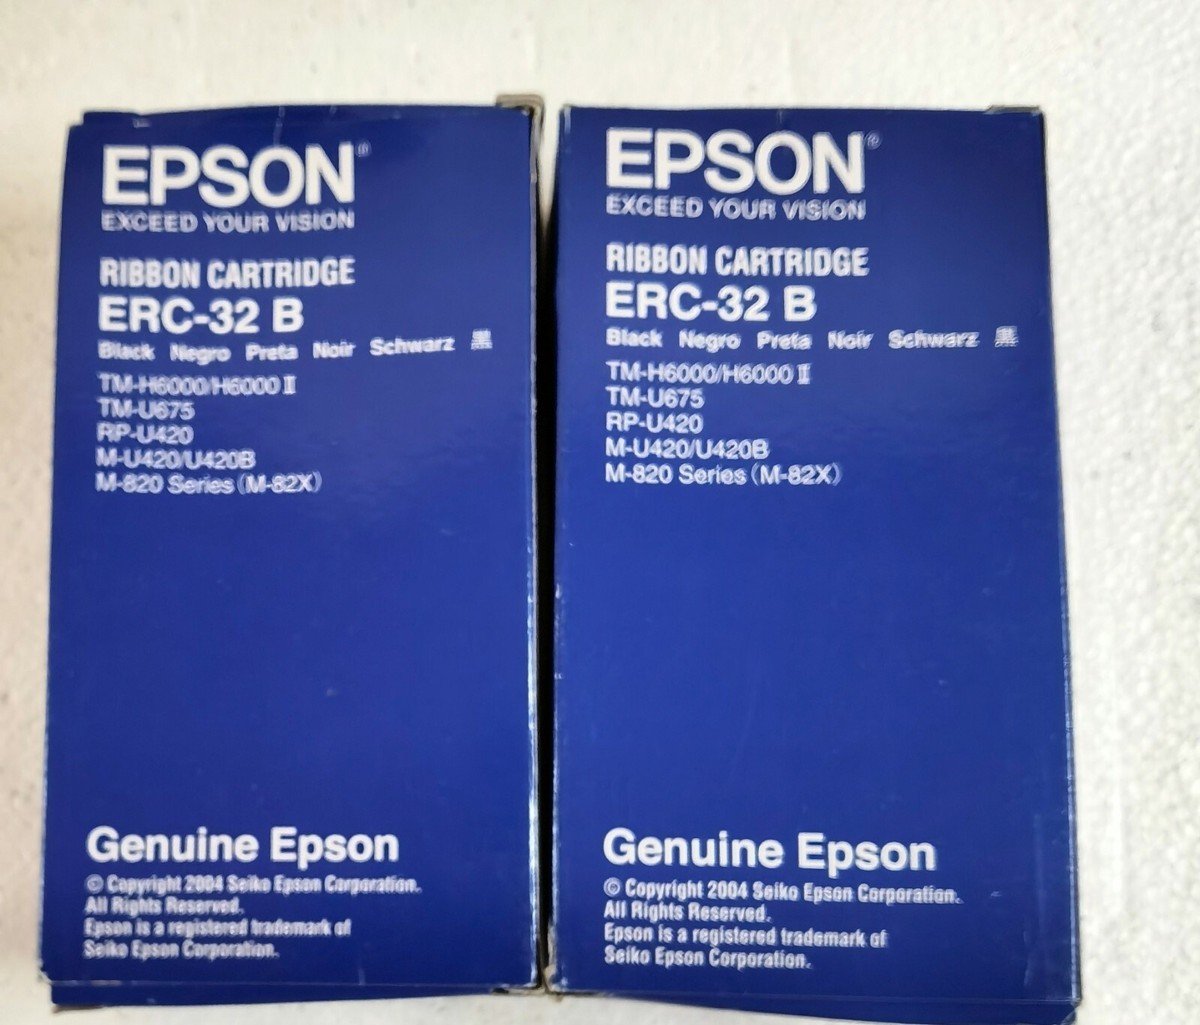 EPSON®
EXCEED YOUR VISION
RIBBON CARTRIDGE
ERC-32 B
Black Negro Preta Noir Schwarz 黒
TM-H6000/H6000 II
TM-U675
RP-U420
M-U420/U420B
M-820 Series (M-82X)
Genuine Epson
© Copyright 2004 Seiko Epson Corporation.
All Rights Reserved.
Epson is a registered trademark of
Seiko Epson Corporation.
EPSON®
EXCEED YOUR VISION
RIBBON CARTRIDGE
ERC-32 B
Black Negro Preta Noir Schwarz 黒
TM-H6000/H6000 II
TM-U675
RP-U420
M-U420/U420B
M-820 Series (M-82X)
Genuine Epson
© Copyright 2004 Seiko Epson Corporation.
All Rights Reserved.
Epson is a registered trademark of
Seiko Epson Corporation.